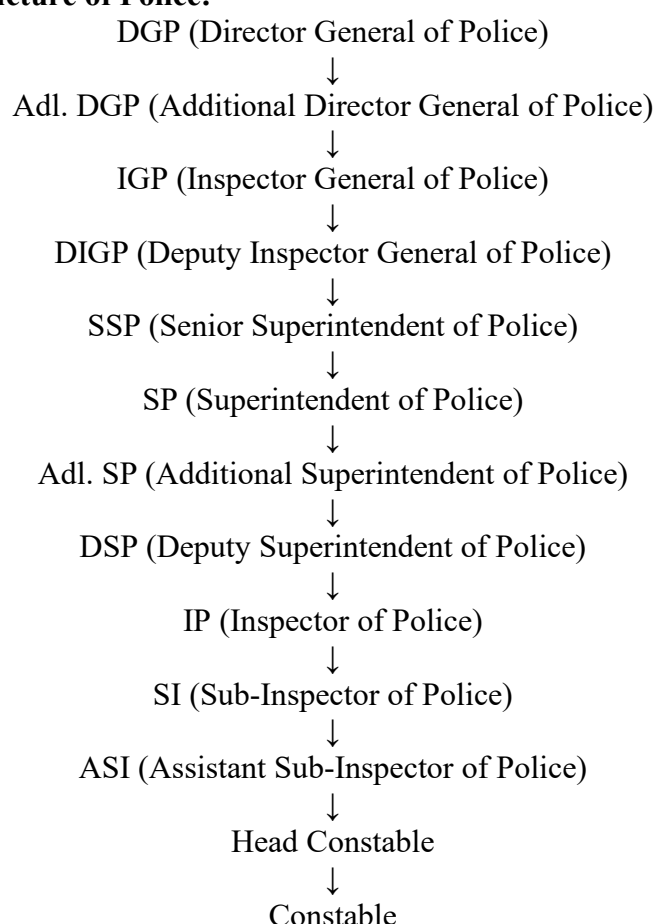 DGP (Director General of Police)
↓
Adl. DGP (Additional Director General of Police)
↓
IGP (Inspector General of Police)
↓
DIGP (Deputy Inspector General of Police)
↓
SSP (Senior Superintendent of Police)
↓
SP (Superintendent of Police)
↓
Adl. SP (Additional Superintendent of Police)
↓
DSP (Deputy Superintendent of Police)
↓
IP (Inspector of Police)
↓
SI (Sub-Inspector of Police)
↓
ASI (Assistant Sub-Inspector of Police)
↓
Head Constable
↓
Constable